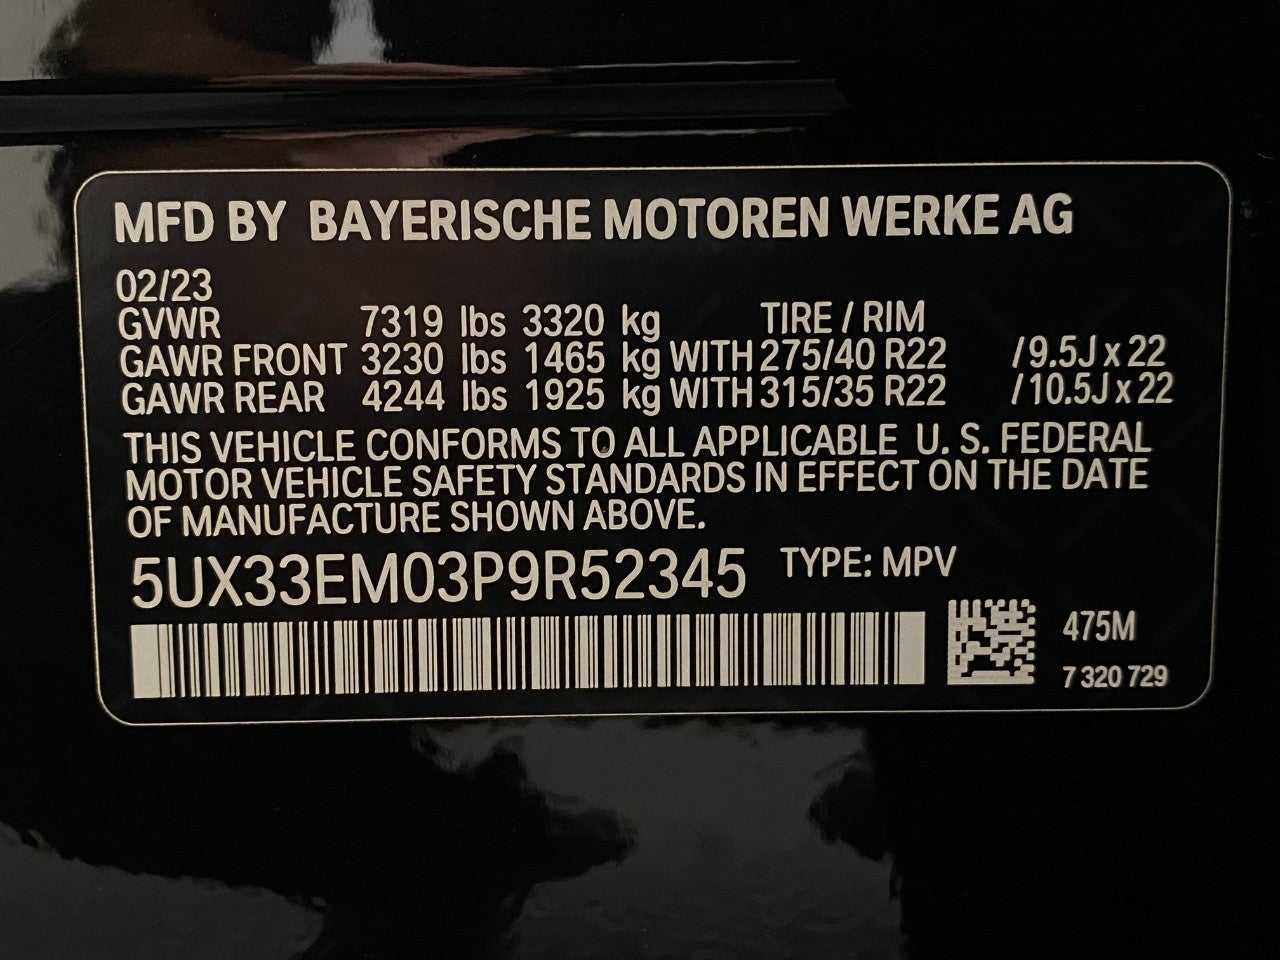 MFD BY BAYERISCHE MOTOREN WERKE AG
02/23
GVWR 7319 lbs 3320 kg TIRE / RIM
GAWR FRONT 3230 lbs 1465 kg WITH 275/40 R22 /9.5J x 22
GAWR REAR 4244 lbs 1925 kg WITH 315/35 R22 /10.5J x 22
THIS VEHICLE CONFORMS TO ALL APPLICABLE U. S. FEDERAL
MOTOR VEHICLE SAFETY STANDARDS IN EFFECT ON THE DATE
OF MANUFACTURE SHOWN ABOVE.
5UX33EM03P9R52345 TYPE: MPV
475M
7 320 729